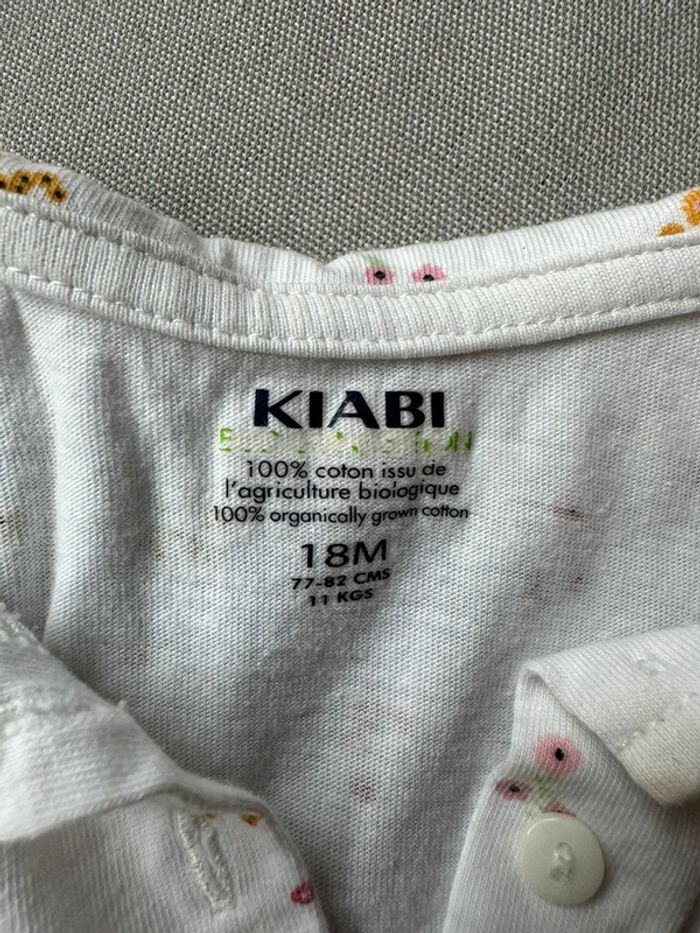 KIABI
100% coton issu de
l'agriculture biologique
100% organically grown cotton
18M
77-82 CMS
11 KGS